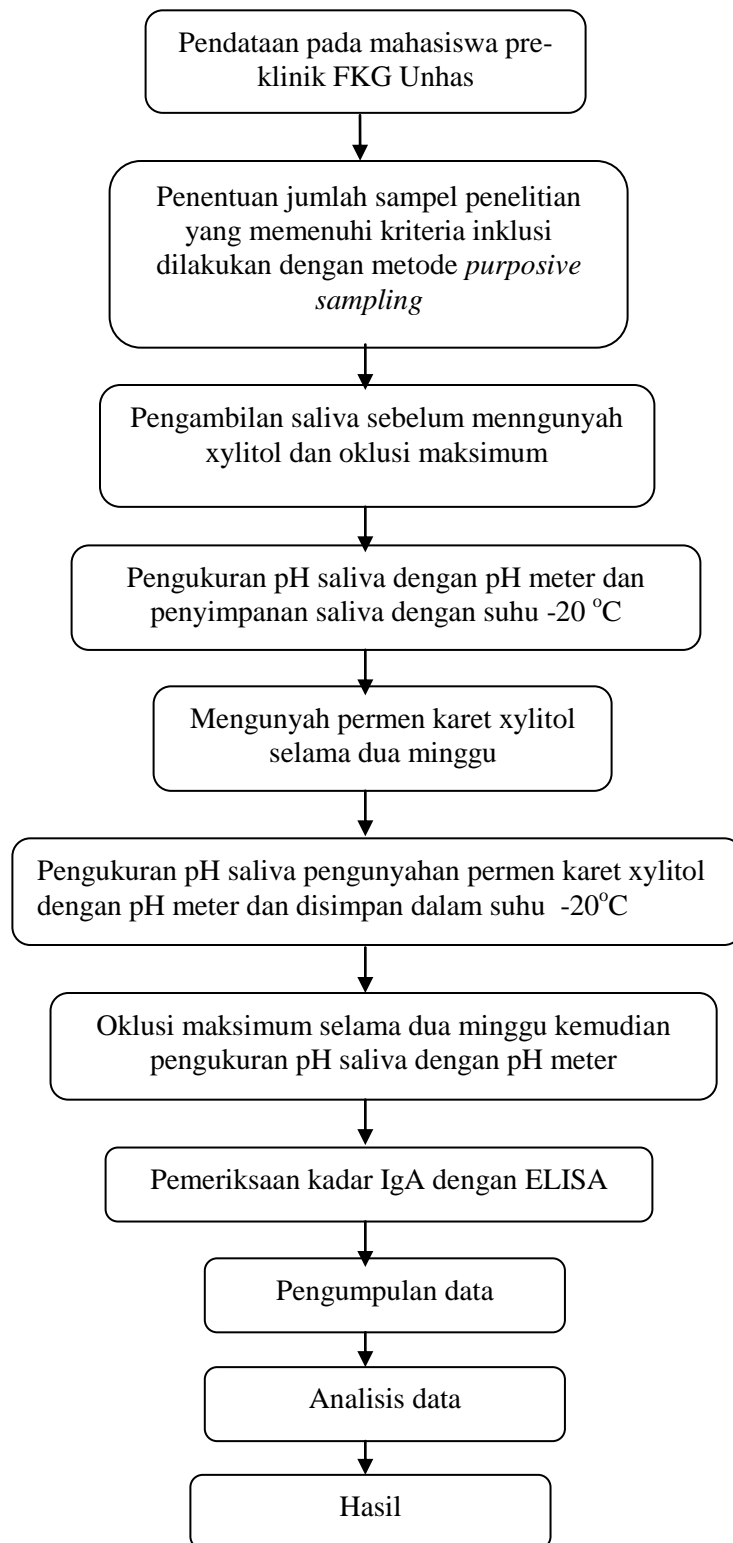 Pendataan pada mahasiswa pre-
klinik FKG Unhas
Penentuan jumlah sampel penelitian
yang memenuhi kriteria inklusi
dilakukan dengan metode purposive
sampling
Pengambilan saliva sebelum menngunyah
xylitol dan oklusi maksimum
Pengukuran pH saliva dengan pH meter dan
penyimpanan saliva dengan suhu -20 °C
Mengunyah permen karet xylitol
selama dua minggu
Pengukuran pH saliva pengunyahan permen karet xylitol
dengan pH meter dan disimpan dalam suhu -20°C
Oklusi maksimum selama dua minggu kemudian
pengukuran pH saliva dengan pH meter
Pemeriksaan kadar IgA dengan ELISA
Pengumpulan data
Analisis data
Hasil